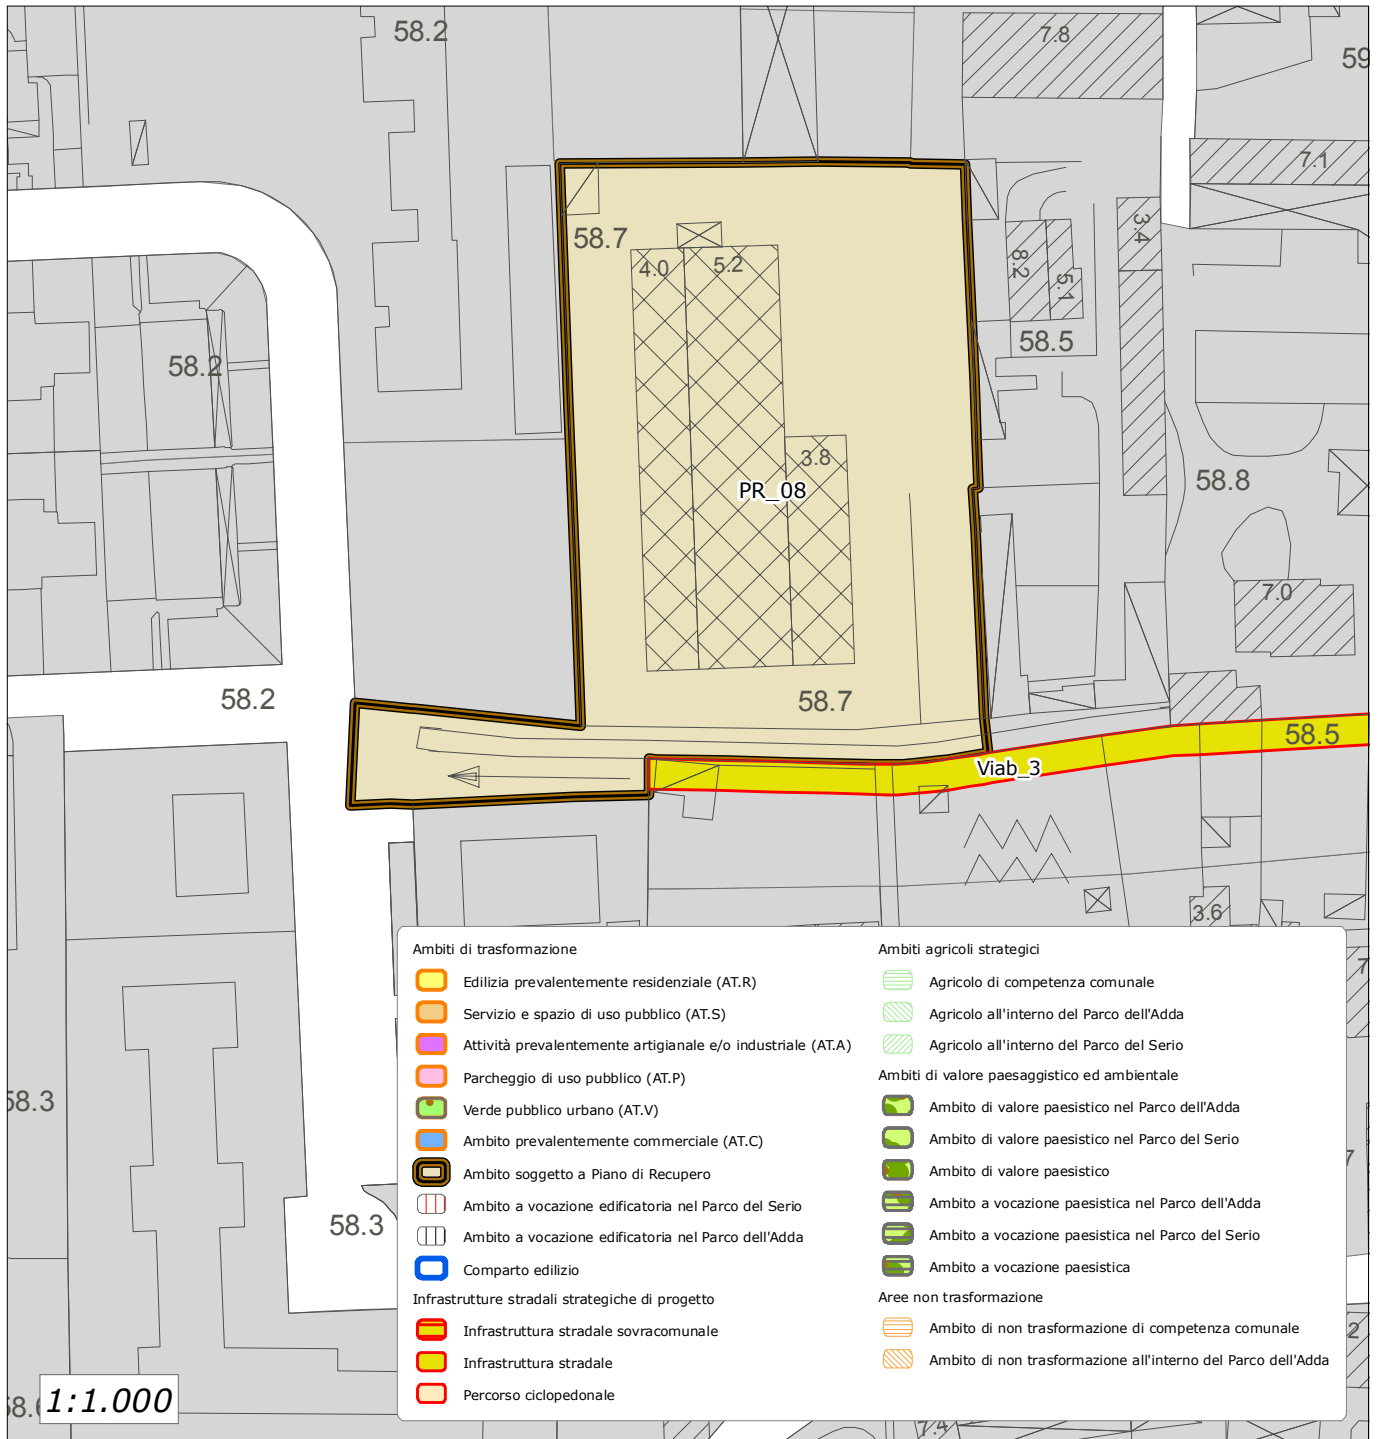 58.2
7.8
59
7.1
3.4
58.7
4.0
5.2
8.2
5.1
58.5
58.2
3.8
PR_08
58.8
7.0
58.2
58.7
58.5
Viab_3
3.6
Ambiti di trasformazione
Edilizia prevalentemente residenziale (AT.R)
Servizio e spazio di uso pubblico (AT.S)
Attività prevalentemente artigianale e/o industriale (AT.A)
Parcheggio di uso pubblico (AT.P)
Verde pubblico urbano (AT.V)
Ambito prevalentemente commerciale (AT.C)
Ambito soggetto a Piano di Recupero
Ambito a vocazione edificatoria nel Parco del Serio
Ambito a vocazione edificatoria nel Parco dell'Adda
Comparto edilizio
Infrastrutture stradali strategiche di progetto
Infrastruttura stradale sovracomunale
Infrastruttura stradale
Percorso ciclopedonale
Ambiti agricoli strategici
Agricolo di competenza comunale
Agricolo all'interno del Parco dell'Adda
Agricolo all'interno del Parco del Serio
Ambiti di valore paesaggistico ed ambientale
Ambito di valore paesistico nel Parco dell'Adda
Ambito di valore paesistico nel Parco del Serio
Ambito di valore paesistico
Ambito a vocazione paesistica nel Parco dell'Adda
Ambito a vocazione paesistica nel Parco del Serio
Ambito a vocazione paesistica
Aree non trasformazione
Ambito di non trasformazione di competenza comunale
Ambito di non trasformazione all'interno del Parco dell'Adda
7
58.3
7
58.3
2
58.6
1:1.000
7.4